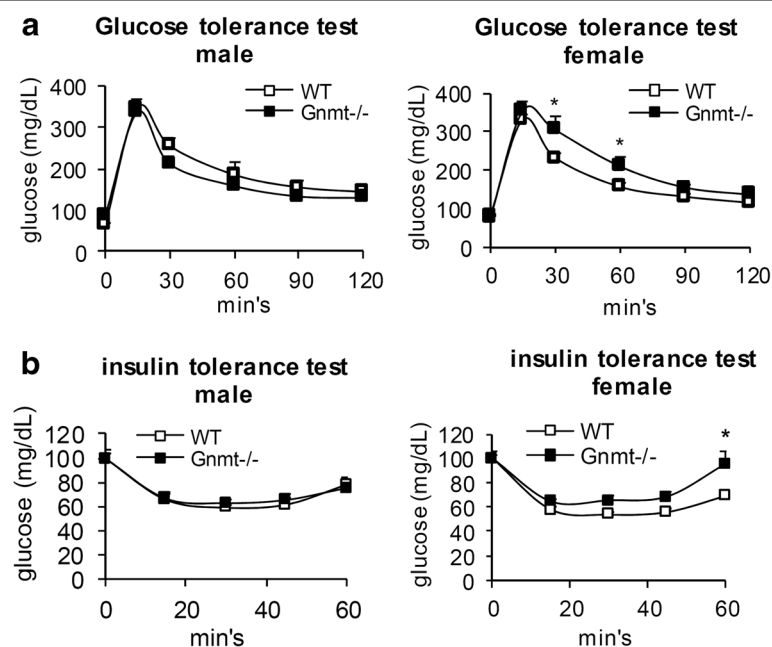 a
Glucose tolerance test
male
glucose (mg/dL)
400
300
200
100
0
WT
Gnmt-/-
0 30 60 90 120
min's
Glucose tolerance test
female
glucose (mg/dL)
400
300
200
100
0
WT
Gnmt-/-
*
*
0 30 60 90 120
min's
b
insulin tolerance test
male
glucose (mg/dL)
120
100
80
60
40
20
0
WT
Gnmt-/-
0 20 40 60
min's
insulin tolerance test
female
glucose (mg/dL)
120
100
80
60
40
20
0
WT
Gnmt-/-
*
0 20 40 60
min's